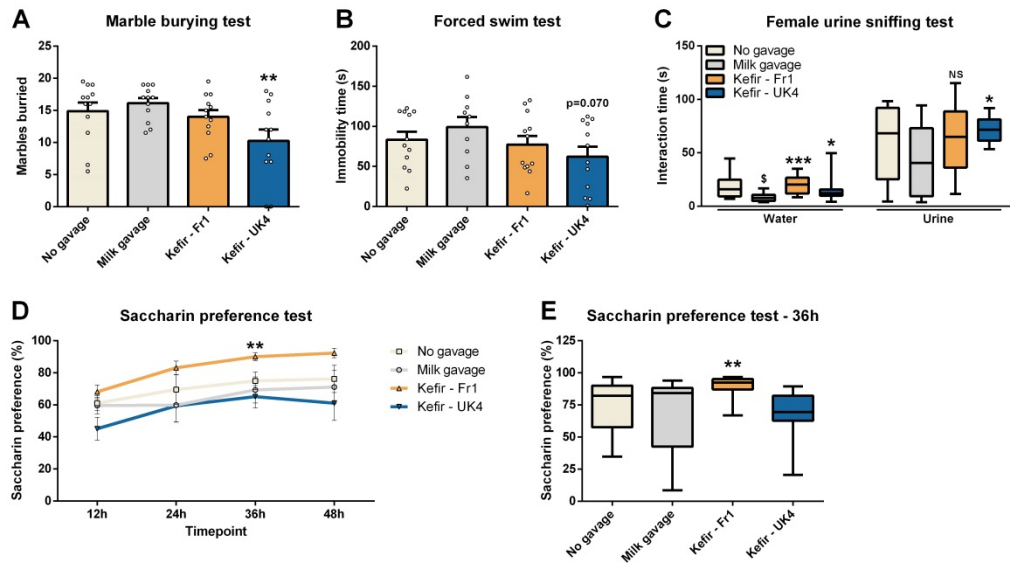 A
Marble burying test
Marbles burried
25
20
15
10
5
0
**
No gavage
Milk gavage
Kefir - Fr1
Kefir - UK4
B
Forced swim test
Immobility time (s)
200
150
100
50
0
p=0.070
No gavage
Milk gavage
Kefir - Fr1
Kefir - UK4
C
Female urine sniffing test
Interaction time (s)
150
100
50
0
No gavage
Milk gavage
Kefir - Fr1
Kefir - UK4
$
***
*
NS
*
Water
Urine
D
Saccharin preference test
Saccharin preference (%)
100
80
60
40
20
0
**
12h
24h
36h
48h
Timepoint
No gavage
Milk gavage
Kefir - Fr1
Kefir - UK4
E
Saccharin preference test - 36h
Saccharin preference (%)
125
100
75
50
25
0
**
No gavage
Milk gavage
Kefir - Fr1
Kefir - UK4